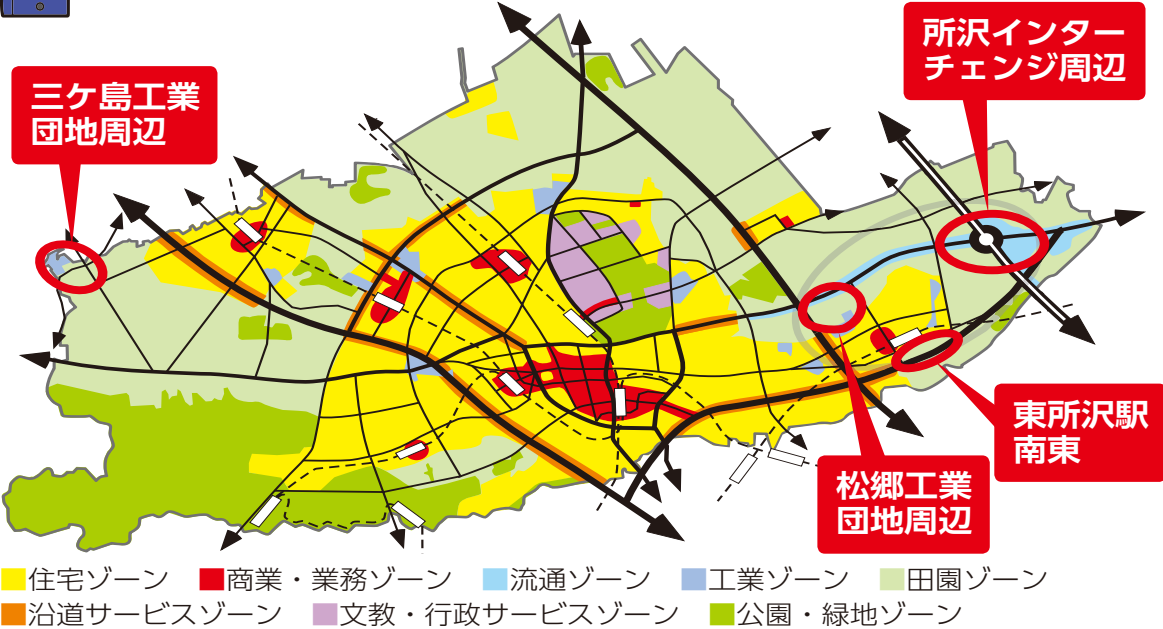 所沢インター
チェンジ周辺
三ケ島工業
団地周辺
東所沢駅
南東
松郷工業
団地周辺
住宅ゾーン 商業・業務ゾーン 流通ゾーン 工業ゾーン 田園ゾーン
沿道サービスゾーン 文教・行政サービスゾーン 公園・緑地ゾーン